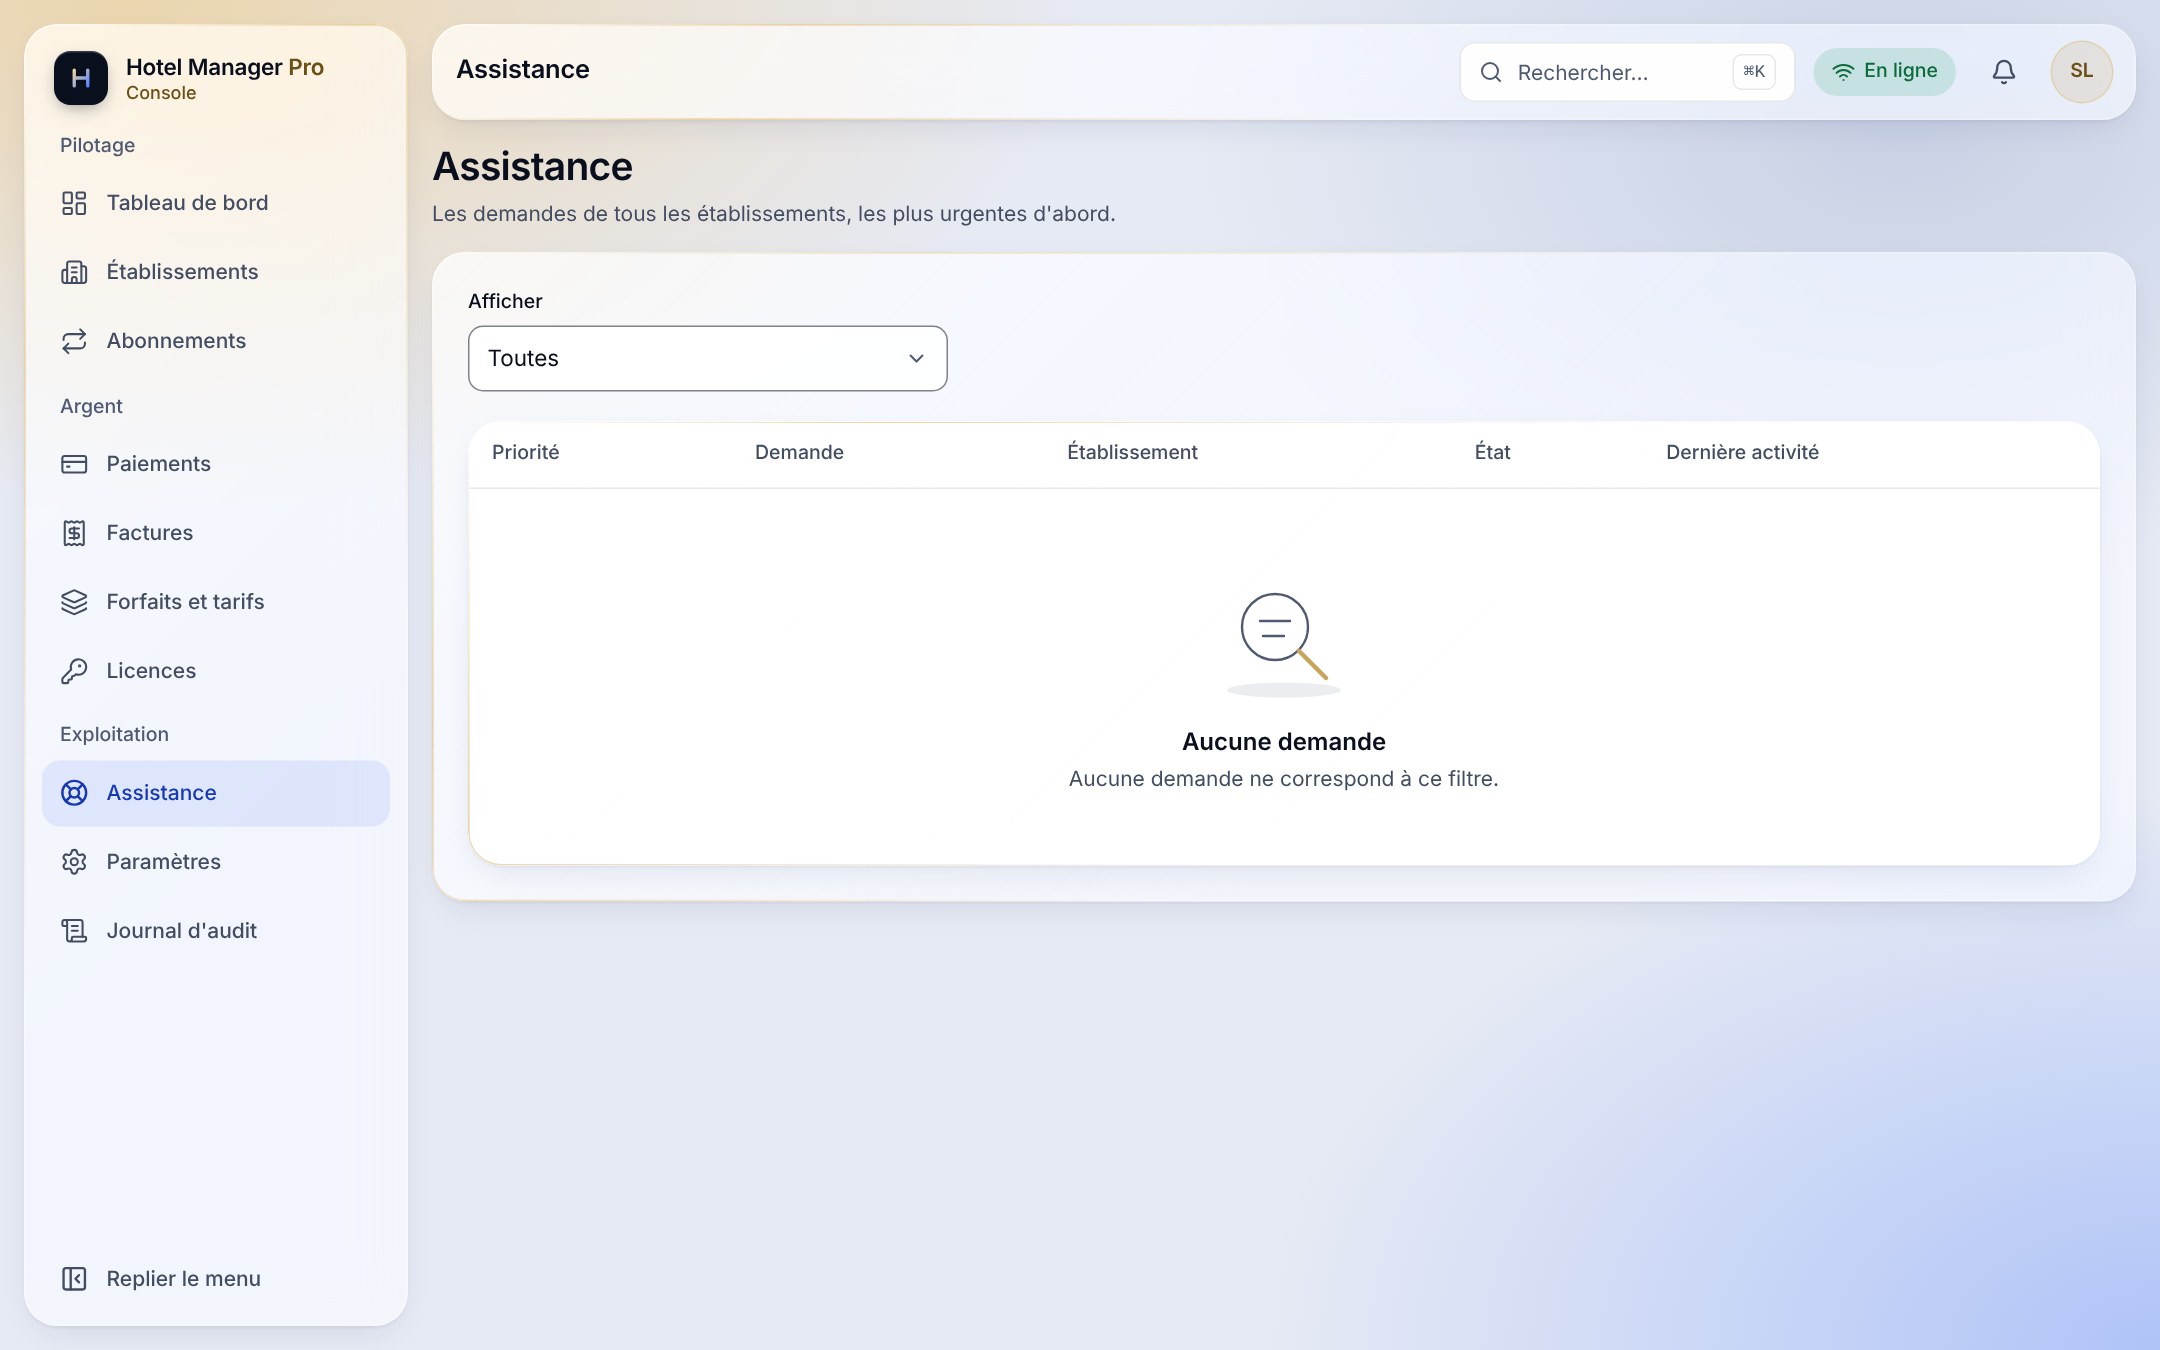 Hotel Manager Pro
Console
Pilotage
Tableau de bord
Établissements
Abonnements
Argent
Paiements
Factures
Forfaits et tarifs
Licences
Exploitation
Assistance
Paramètres
Journal d'audit
Replier le menu
Assistance
Rechercher...
⌘K
En ligne
SL
Assistance
Les demandes de tous les établissements, les plus urgentes d'abord.
Afficher
Toutes
Priorité Demande Établissement État Dernière activité
Aucune demande
Aucune demande ne correspond à ce filtre.